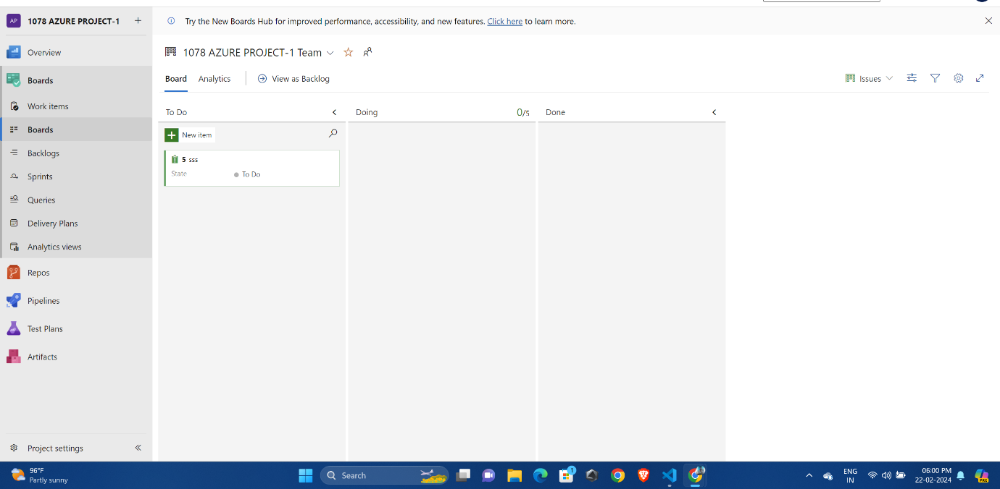 AP 1078 AZURE PROJECT-1
Try the New Boards Hub for improved performance, accessibility, and new features. Click here to learn more.
Overview
Boards
Work items
Boards
Backlogs
Sprints
Queries
Delivery Plans
Analytics views
Repos
Pipelines
Test Plans
Artifacts
Project settings
1078 AZURE PROJECT-1 Team
Board Analytics View as Backlog Issues
To Do
New item
5 sss
State To Do
Doing 0/5
Done
96°F
Partly sunny
Search
1
ENG
IN
06:00 PM
22-02-2024
PRE